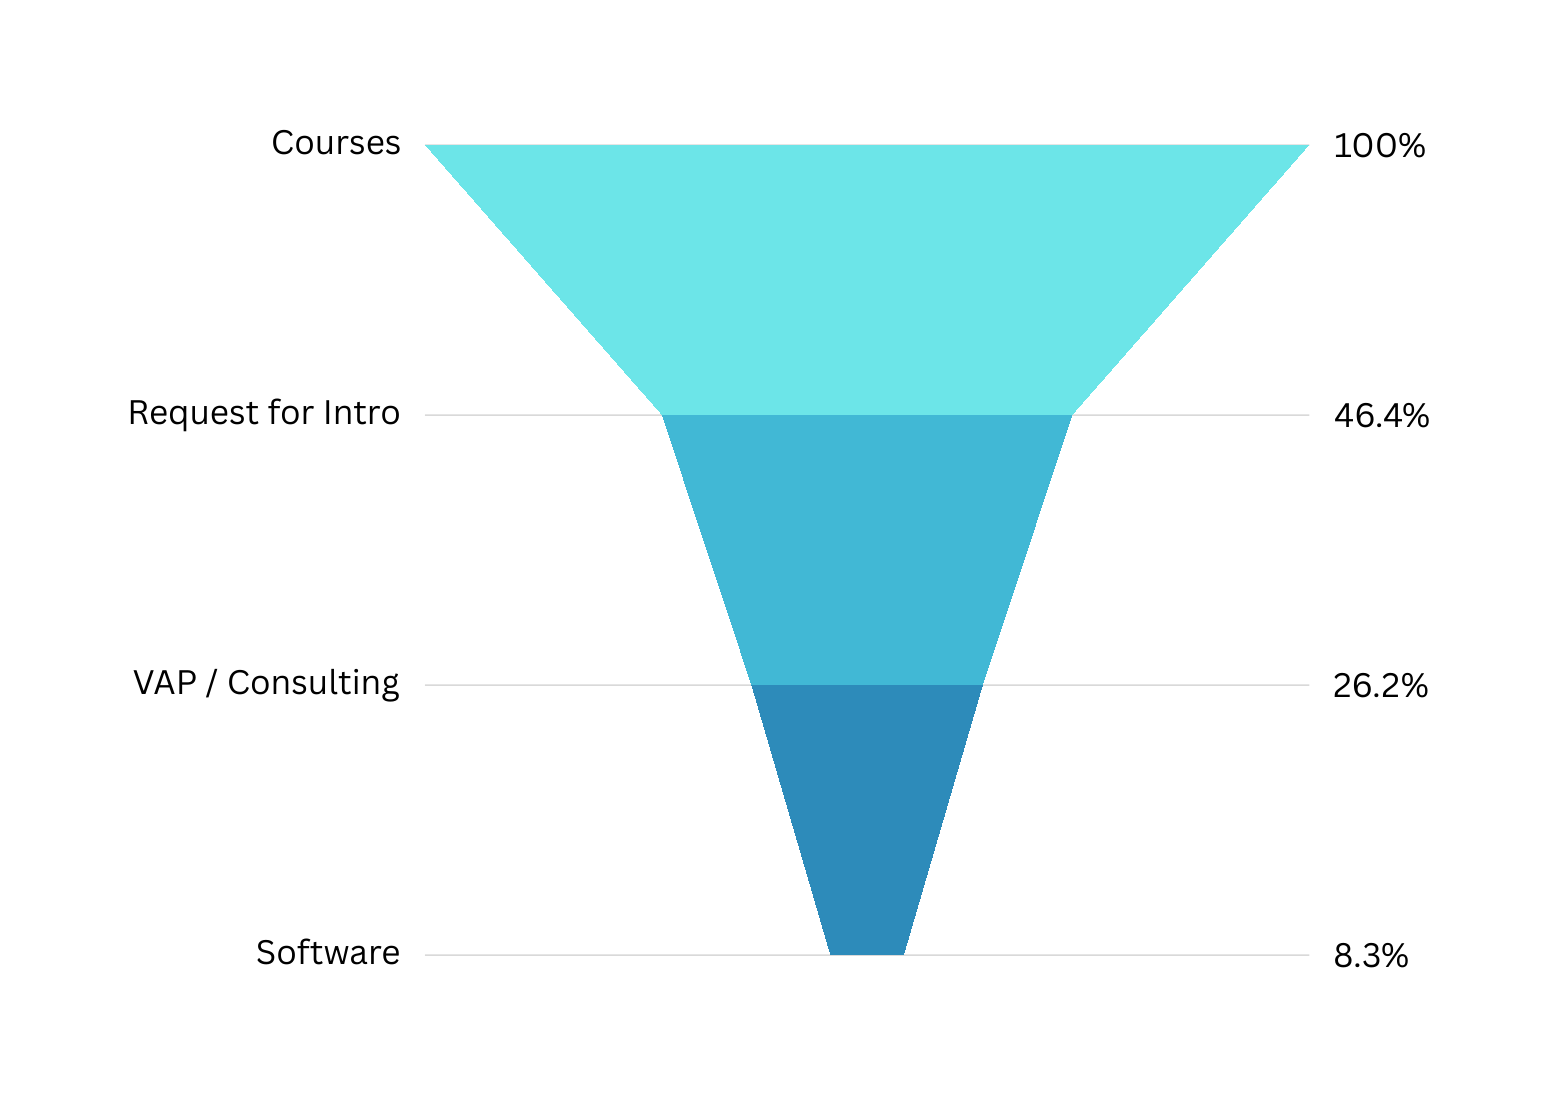 Courses 100%
Request for Intro 46.4%
VAP / Consulting 26.2%
Software 8.3%